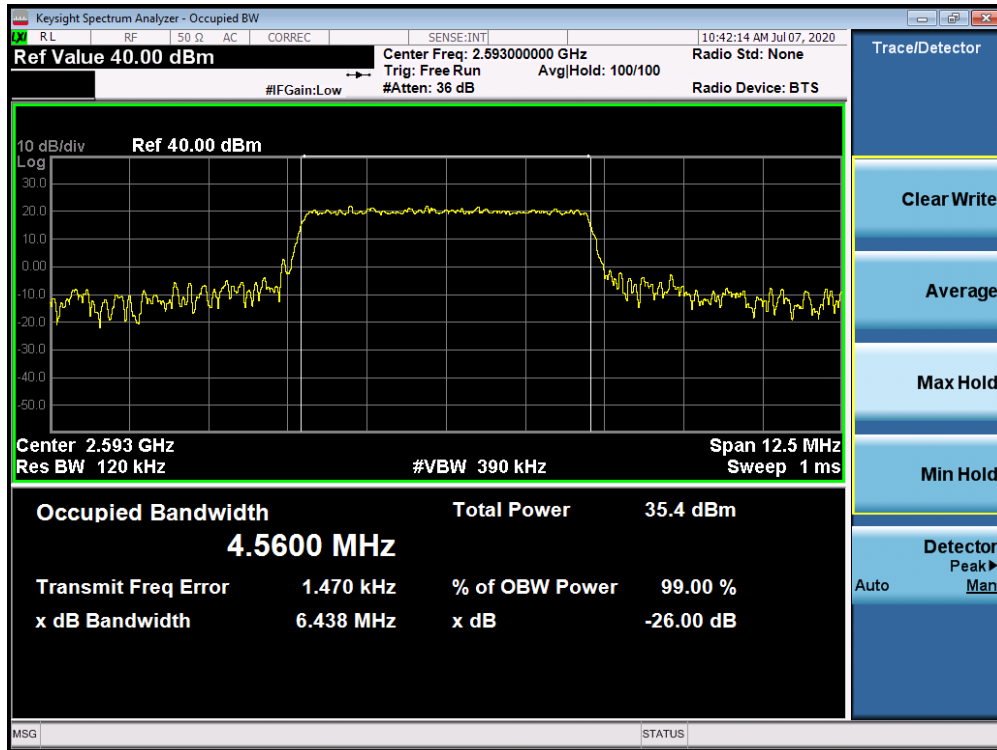 Keysight Spectrum Analyzer - Occupied BW
LXI RL RF 50 Ω AC CORREC SENSE:INT 10:42:14 AM Jul 07, 2020
Ref Value 40.00 dBm
Center Freq: 2.593000000 GHz Radio Std: None
Trig: Free Run Avg|Hold: 100/100
#IFGain:Low #Atten: 36 dB Radio Device: BTS
10 dB/div Ref 40.00 dBm
Log
30.0
20.0
10.0
0.00
-10.0
-20.0
-30.0
-40.0
-50.0
Center 2.593 GHz Span 12.5 MHz
Res BW 120 kHz #VBW 390 kHz Sweep 1 ms
Occupied Bandwidth Total Power 35.4 dBm
4.5600 MHz
Transmit Freq Error 1.470 kHz % of OBW Power 99.00 %
x dB Bandwidth 6.438 MHz x dB -26.00 dB
MSG STATUS
Trace/Detector
Clear Write
Average
Max Hold
Min Hold
Detector
Peak▶
Auto Man